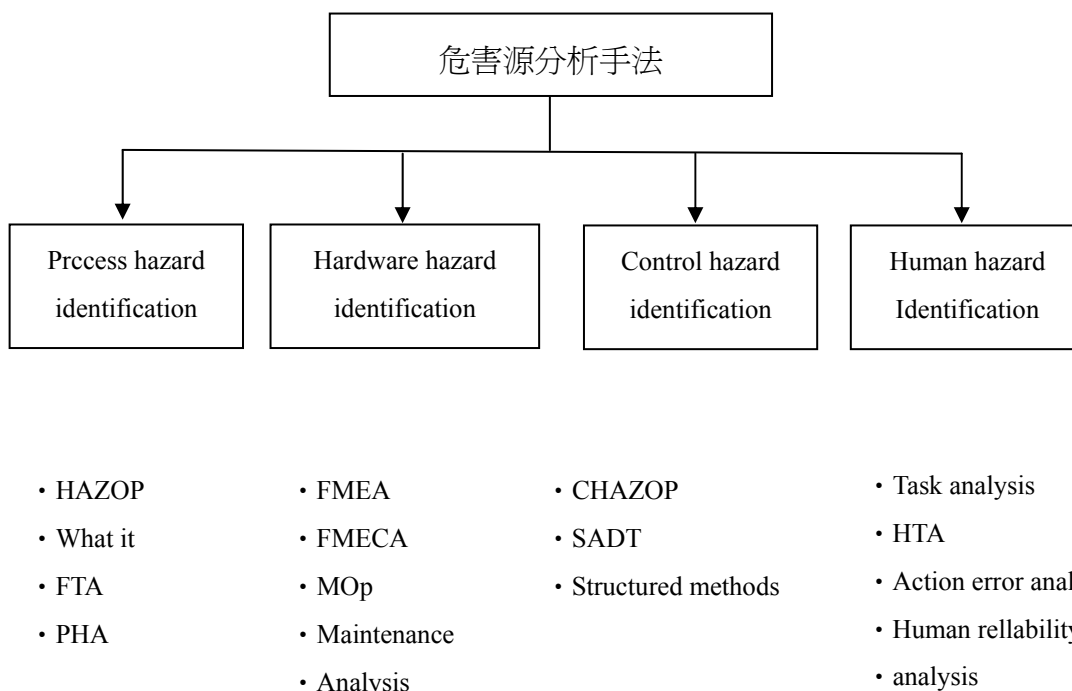 危害源分析手法
Prccess hazard
identification
Hardware hazard
identification
Control hazard
identification
Human hazard
Identification
・HAZOP
・What it
・FTA
・PHA
・FMEA
・FMECA
・MOp
・Maintenance
・Analysis
・CHAZOP
・SADT
・Structured methods
・Task analysis
・HTA
・Action error anal
・Human rellability
・analysis